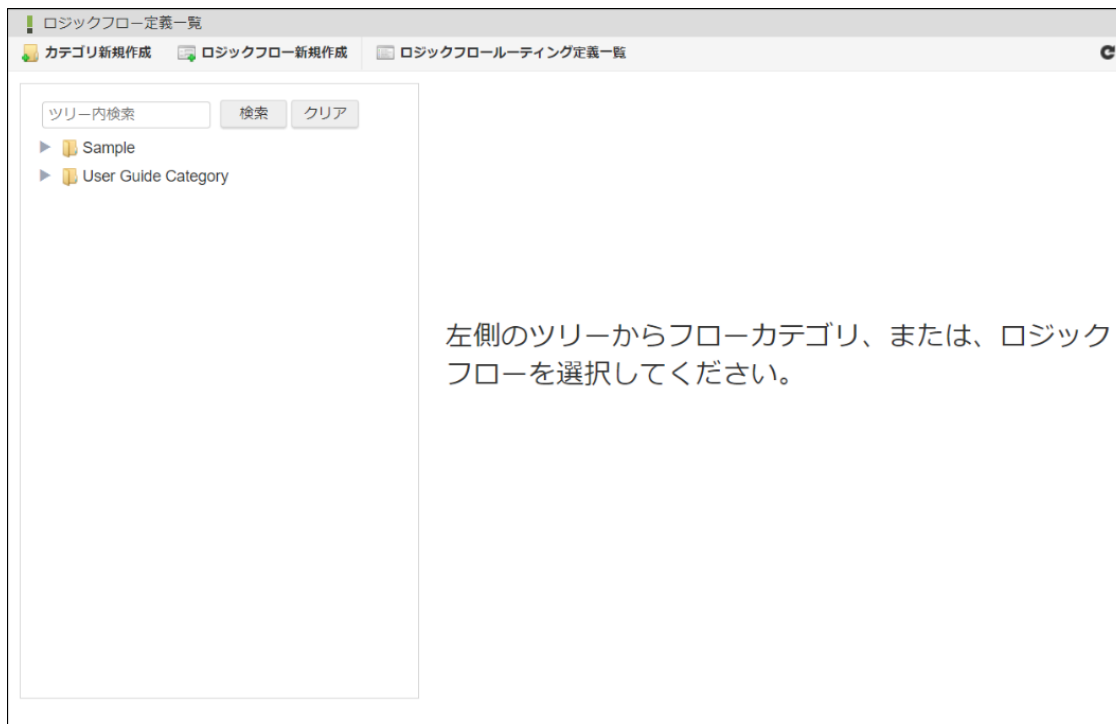 ロジックフロー定義一覧
カテゴリ新規作成 ロジックフロー新規作成 ロジックフロールーティング定義一覧
ツリー内検索 検索 クリア
Sample
User Guide Category
左側のツリーからフローカテゴリ、または、ロジック
フローを選択してください。